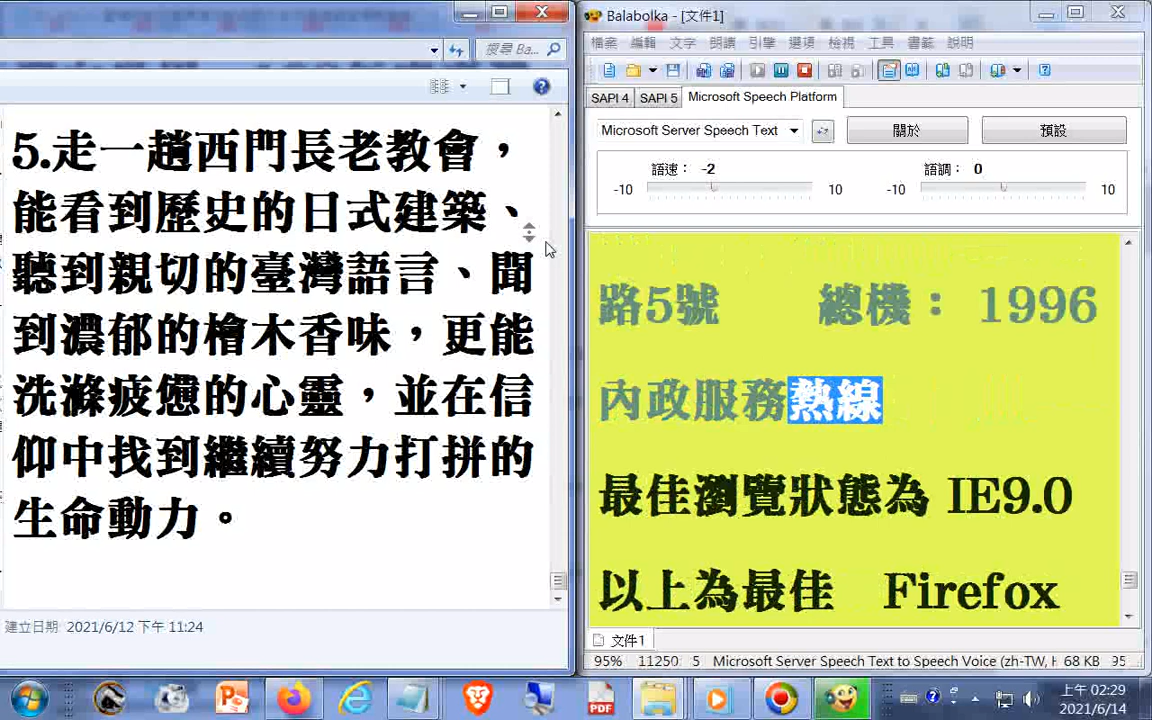 搜尋 Ba...
5.走一趟西門長老教會，
能看到歷史的日式建築、
聽到親切的臺灣語言、聞
到濃郁的檜木香味，更能
洗滌疲憊的心靈，並在信
仰中找到繼續努力打拼的
生命動力。
建立日期: 2021/6/12 下午 11:24
Balabolka - [文件1]
檔案 編輯 文字 朗讀 引擎 選項 檢視 工具 書籤 說明
SAPI 4 SAPI 5 Microsoft Speech Platform
Microsoft Server Speech Text 關於 預設
語速： -2 語調： 0
-10 10 -10 10
路5號 總機： 1996
內政服務熱線
最佳瀏覽狀態為 IE9.0
以上為最佳 Firefox
文件1
95% 11250 5 Microsoft Server Speech Text to Speech Voice (zh-TW, H 68 KB 95
PDF
上午 02:29
2021/6/14